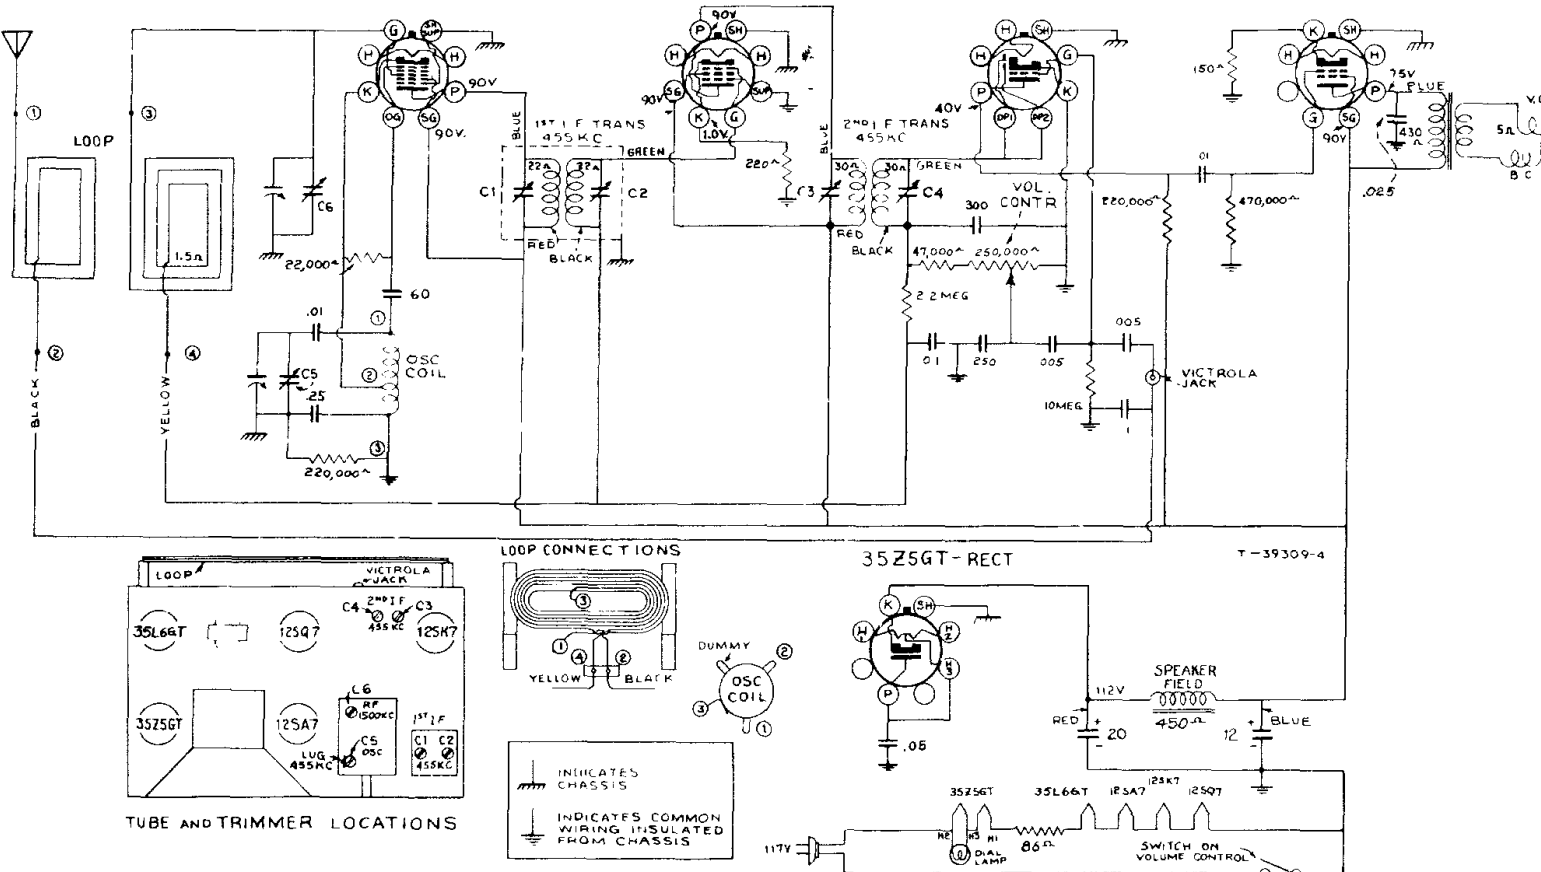 G
SH
SUP
H
H
K
P
90V
OG
SG
90V.
1
3
LOOP
1.5Ω
C6
22,000~
60
.01
1
OSC
COIL
2
C5
.25
3
220,000~
2
4
BLACK
YELLOW
BLUE
1ST I F TRANS
455KC
22Ω
32Ω
C1
C2
RED
BLACK
GREEN
90V
P
SH
H
H
90V
SG
SUP
K
G
1.0V
220~
BLUE
2ND I F TRANS
455KC
30Ω
30Ω
C3
C4
RED
BLACK
GREEN
H
SH
H
G
P
K
40V
DP1
DP2
VOL.
CONTR
300
47,000~
250,000~
2 2 MEG
01
250
005
005
10MEG
1
VICTROLA
JACK
220,000~
.01
470,000~
150~
K
SH
H
H
75V
P
G
SG
90V
430
Ω
.025
V.C
5Ω
B C
T-39309-4
LOOP
VICTROLA
JACK
C4
2ND I F
C3
455KC
35L6GT
12SQ7
12SK7
35Z5GT
12SA7
C6
RF
1500KC
C5
OSC
LUG
455KC
1ST I F
C1 C2
455KC
TUBE AND TRIMMER LOCATIONS
LOOP CONNECTIONS
3
1
4
2
YELLOW
BLACK
DUMMY
2
OSC
COIL
3
1
INDICATES
CHASSIS
INDICATES COMMON
WIRING INSULATED
FROM CHASSIS
35Z5GT-RECT
K
SH
H
1
H
2
H
3
P
.05
112V
SPEAKER
FIELD
450Ω
RED
+
20
-
+
12
-
BLUE
35Z5GT
35L6GT
12SA7
12SK7
12SQ7
117V
H2
H3
H1
86Ω
DIAL
LAMP
SWITCH ON
VOLUME CONTROL